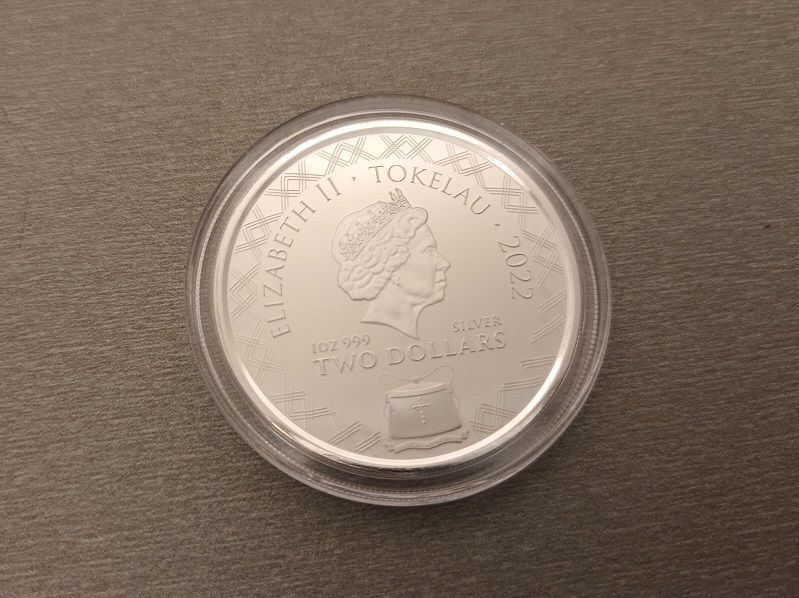 ELIZABETH II · TOKELAU · 2022
1OZ 999 SILVER
TWO DOLLARS